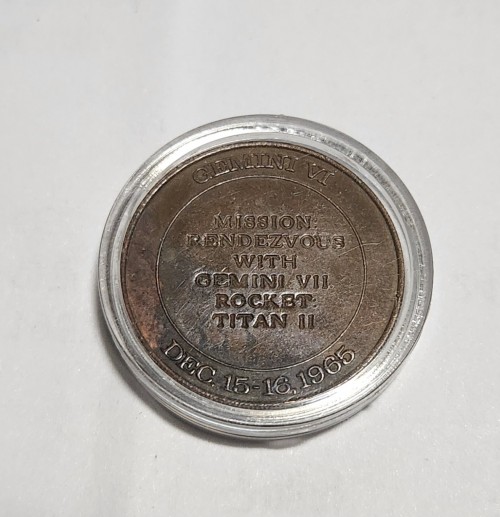 GEMINI VI
MISSION:
RENDEZVOUS
WITH
GEMINI VII
ROCKET:
TITAN II
DEC. 15-16, 1965